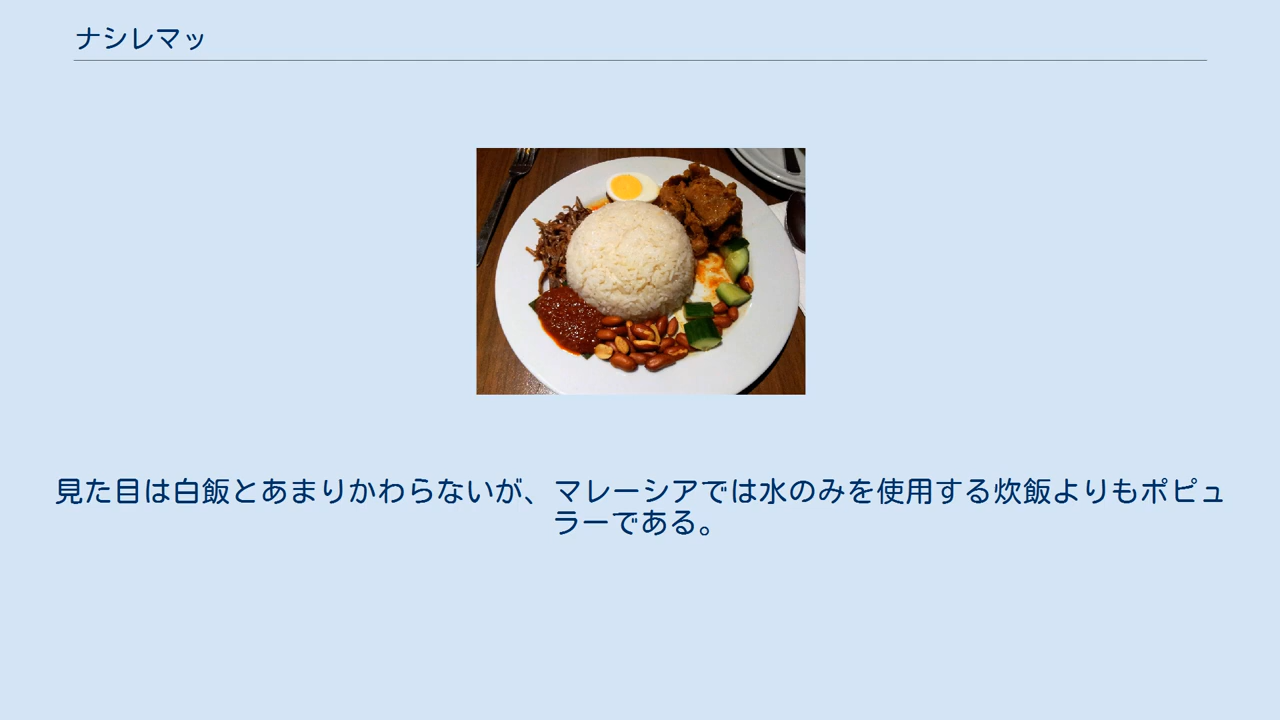 ナシレマッ
見た目は白飯とあまりかわらないが、マレーシアでは水のみを使用する炊飯よりもポピュ
ラーである。